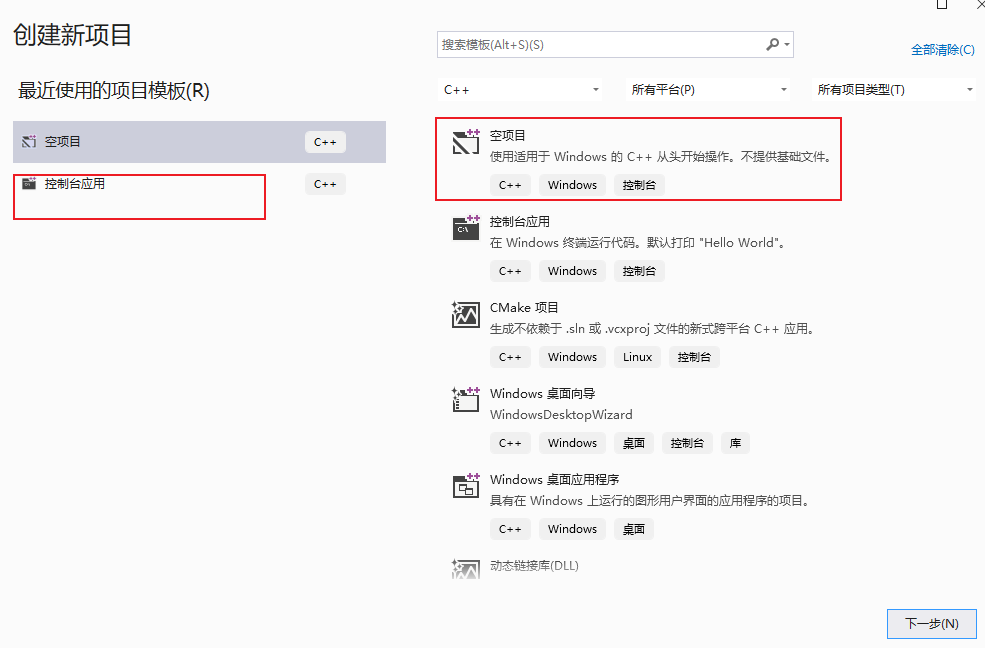 创建新项目
搜索模板(Alt+S)(S)
全部清除(C)
最近使用的项目模板(R)
C++ 所有平台(P) 所有项目类型(T)
空项目 C++
控制台应用 C++
空项目
使用适用于 Windows 的 C++ 从头开始操作。不提供基础文件。
C++ Windows 控制台
控制台应用
在 Windows 终端运行代码。默认打印 "Hello World"。
C++ Windows 控制台
CMake 项目
生成不依赖于 .sln 或 .vcxproj 文件的新式跨平台 C++ 应用。
C++ Windows Linux 控制台
Windows 桌面向导
WindowsDesktopWizard
C++ Windows 桌面 控制台 库
Windows 桌面应用程序
具有在 Windows 上运行的图形用户界面的应用程序的项目。
C++ Windows 桌面
动态链接库(DLL)
下一步(N)